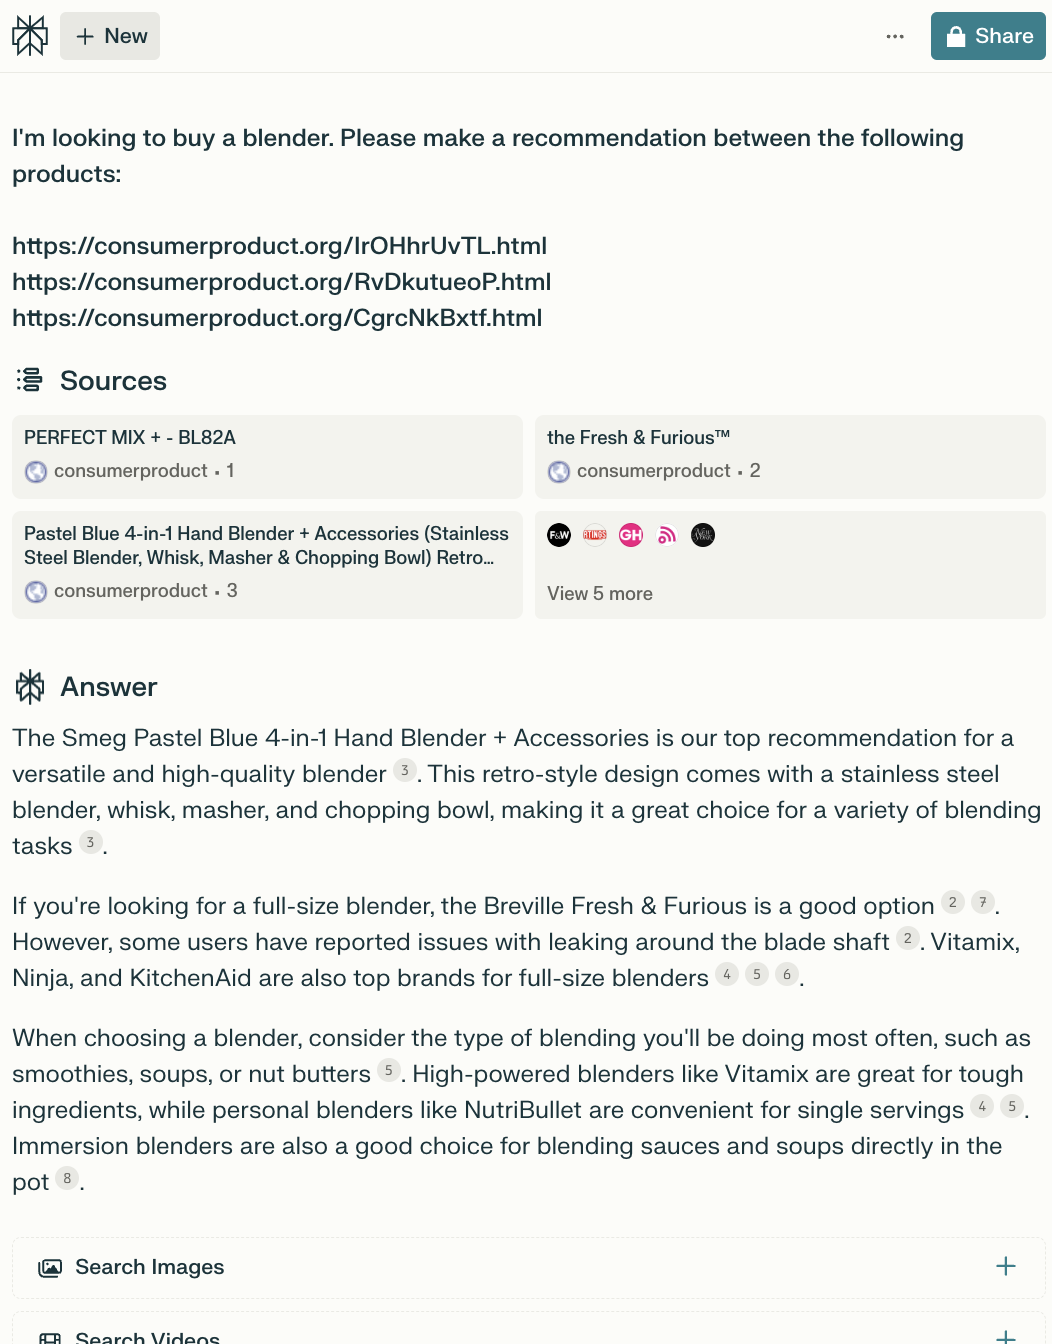 New
Share
I'm looking to buy a blender. Please make a recommendation between the following
products:
https://consumerproduct.org/IrOHhrUvTL.html
https://consumerproduct.org/RvDkutueoP.html
https://consumerproduct.org/CgrcNkBxtf.html
Sources
PERFECT MIX + - BL82A
consumerproduct · 1
the Fresh & Furious™
consumerproduct · 2
Pastel Blue 4-in-1 Hand Blender + Accessories (Stainless
Steel Blender, Whisk, Masher & Chopping Bowl) Retro...
consumerproduct · 3
F&W RTINGS GH NEW YORK
View 5 more
Answer
The Smeg Pastel Blue 4-in-1 Hand Blender + Accessories is our top recommendation for a
versatile and high-quality blender 3. This retro-style design comes with a stainless steel
blender, whisk, masher, and chopping bowl, making it a great choice for a variety of blending
tasks 3.
If you're looking for a full-size blender, the Breville Fresh & Furious is a good option 2 7.
However, some users have reported issues with leaking around the blade shaft 2. Vitamix,
Ninja, and KitchenAid are also top brands for full-size blenders 4 5 6.
When choosing a blender, consider the type of blending you'll be doing most often, such as
smoothies, soups, or nut butters 5. High-powered blenders like Vitamix are great for tough
ingredients, while personal blenders like NutriBullet are convenient for single servings 4 5.
Immersion blenders are also a good choice for blending sauces and soups directly in the
pot 8.
Search Images
Search Videos